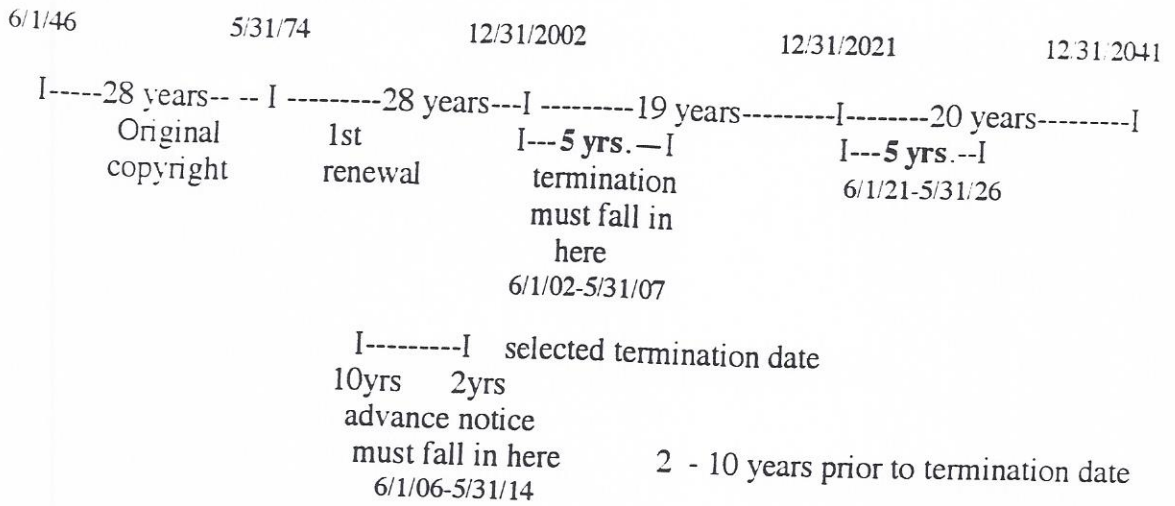 6/1/46 5/31/74 12/31/2002 12/31/2021 12/31/2041
I-----28 years-- -- I ---------28 years---I ---------19 years---------I--------20 years---------I
Original 1st I---5 yrs.—I I---5 yrs.--I
copyright renewal termination 6/1/21-5/31/26
must fall in
here
6/1/02-5/31/07
I---------I selected termination date
10yrs 2yrs
advance notice
must fall in here 2 - 10 years prior to termination date
6/1/06-5/31/14